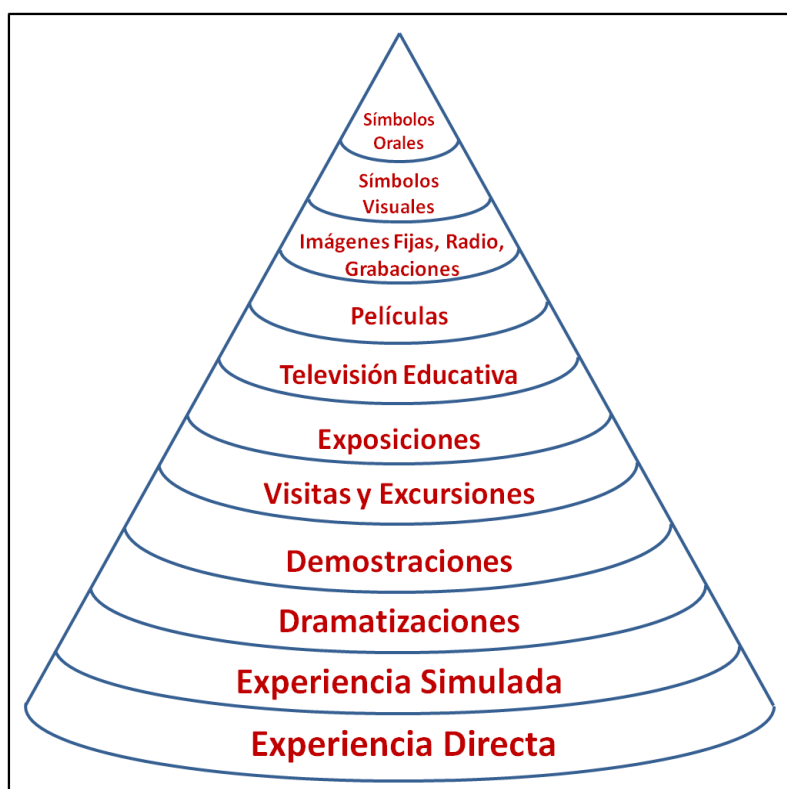 Símbolos
Orales
Símbolos
Visuales
Imágenes Fijas, Radio,
Grabaciones
Películas
Televisión Educativa
Exposiciones
Visitas y Excursiones
Demostraciones
Dramatizaciones
Experiencia Simulada
Experiencia Directa